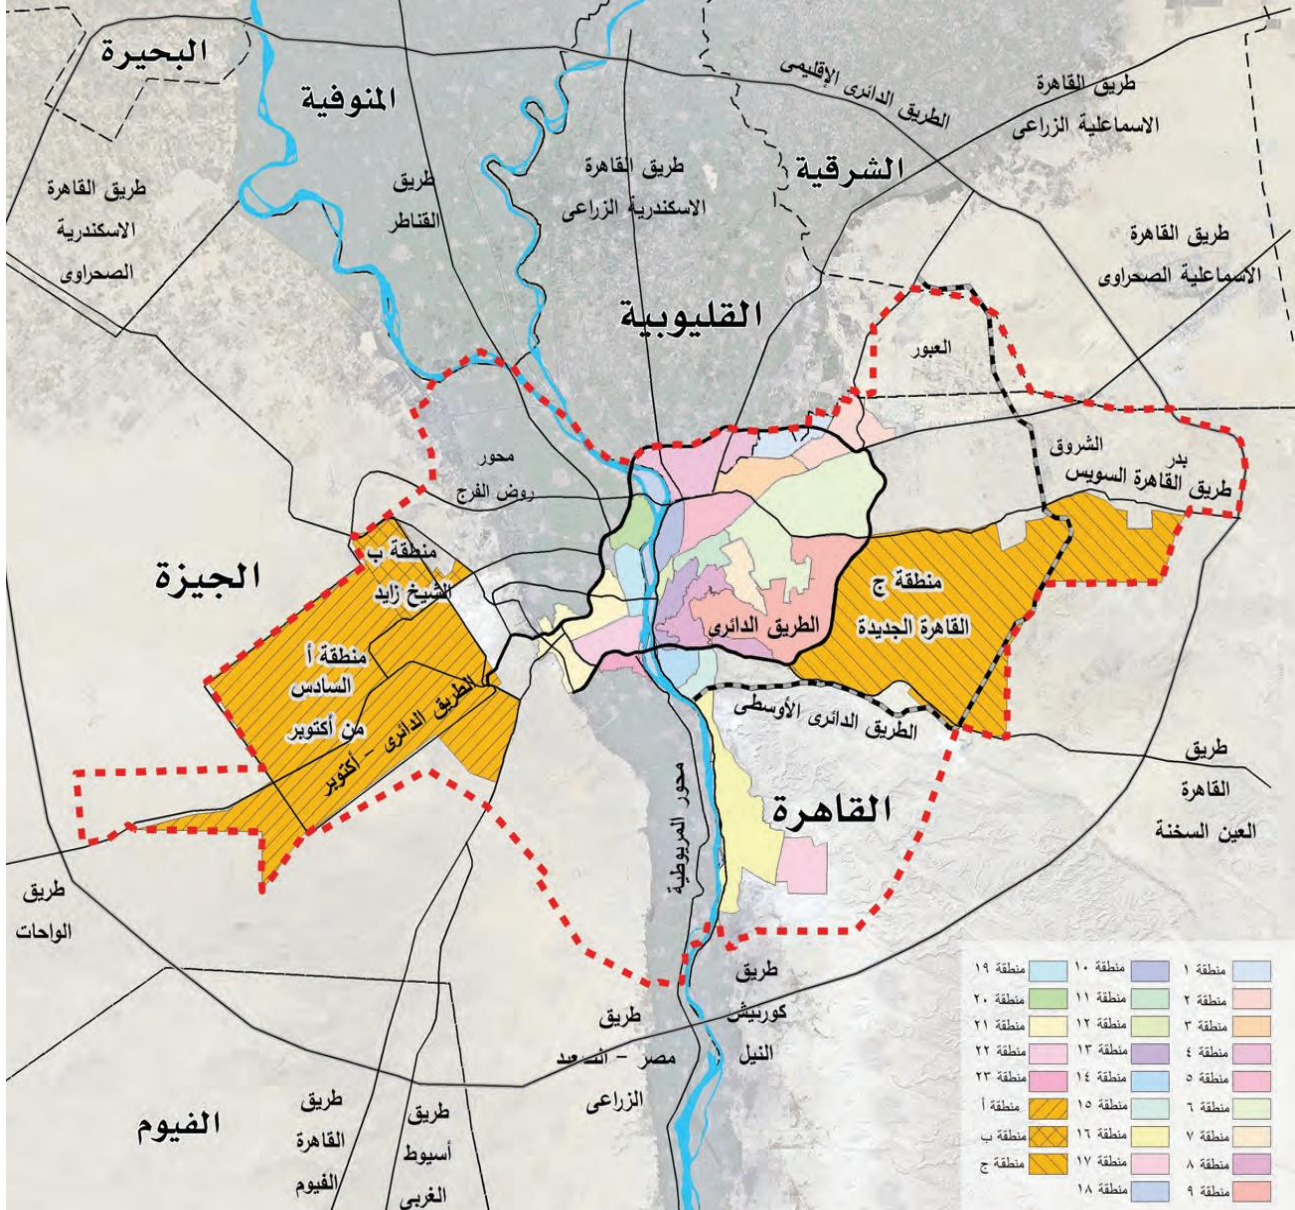 البحيرة
المنوفية
الطريق الدائرى الإقليمى
طريق القاهرة
الاسماعلية الزراعى
الشرقية
طريق القاهرة
الاسكندرية الزراعى
طريق
القناطر
طريق القاهرة
الاسكندرية
الصحراوى
طريق القاهرة
الاسماعلية الصحراوى
القليوبية
العبور
الشروق
بدر
طريق القاهرة السويس
محور
روض الفرج
الجيزة
منطقة ب
الشيخ زايد
منطقة أ
السادس
من أكتوبر
الطريق الدائرى - أكتوبر
منطقة ج
القاهرة الجديدة
الطريق الدائرى
الطريق الدائرى الأوسطى
طريق
القاهرة
العين السخنة
القاهرة
محور المريوطية
طريق
الواحات
طريق
كورنيش
النيل
طريق
مصر - الصعيد
الزراعى
الفيوم
طريق
القاهرة
الفيوم
طريق
أسيوط
الغربى
منطقة ١
منطقة ٢
منطقة ٣
منطقة ٤
منطقة ٥
منطقة ٦
منطقة ٧
منطقة ٨
منطقة ٩
منطقة ١٠
منطقة ١١
منطقة ١٢
منطقة ١٣
منطقة ١٤
منطقة ١٥
منطقة ١٦
منطقة ١٧
منطقة ١٨
منطقة ١٩
منطقة ٢٠
منطقة ٢١
منطقة ٢٢
منطقة ٢٣
منطقة أ
منطقة ب
منطقة ج